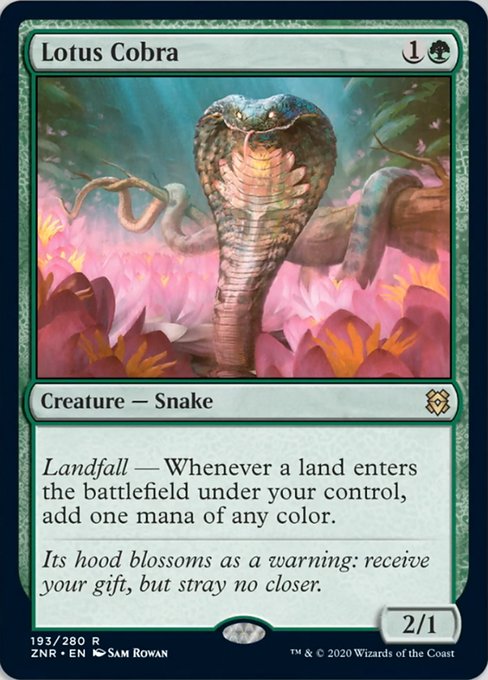 Lotus Cobra 1
Creature — Snake
Landfall — Whenever a land enters
the battlefield under your control,
add one mana of any color.
Its hood blossoms as a warning: receive
your gift, but stray no closer.
2/1
193/280 R
ZNR • EN Sam Rowan
™ & © 2020 Wizards of the Coast